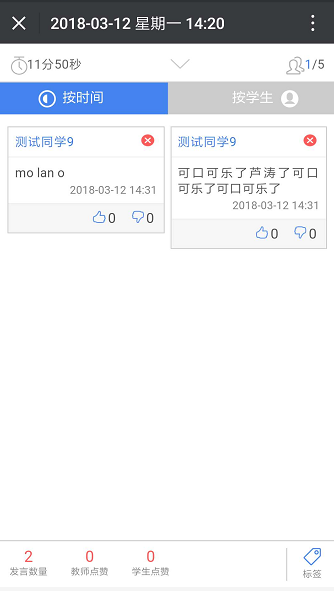 2018-03-12 星期一 14:20
11分50秒
1/5
按时间
按学生
测试同学9
mo lan o
2018-03-12 14:31
0 0
测试同学9
可口可乐了芦涛了可口
可乐了可口可乐了
2018-03-12 14:31
0 0
2 0 0
发言数量 教师点赞 学生点赞 标签